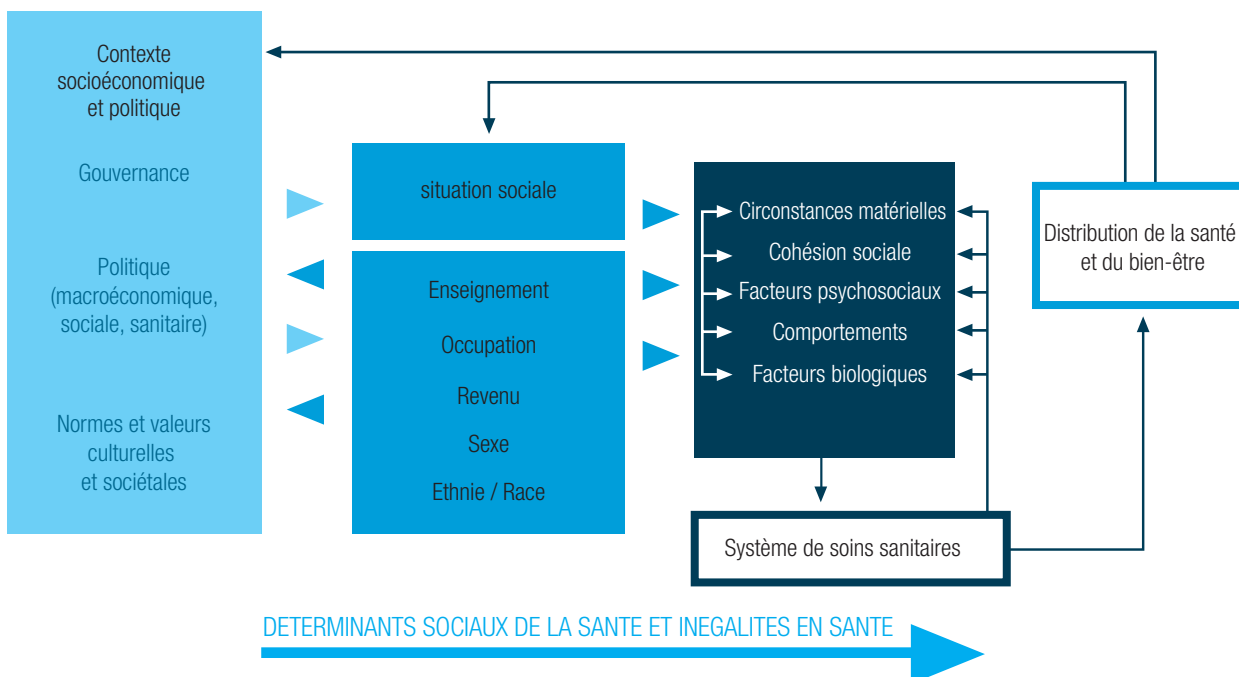 Contexte
socioéconomique
et politique
Gouvernance
Politique
(macroéconomique,
sociale, sanitaire)
Normes et valeurs
culturelles
et sociétales
situation sociale
Enseignement
Occupation
Revenu
Sexe
Ethnie / Race
Circonstances matérielles
Cohésion sociale
Facteurs psychosociaux
Comportements
Facteurs biologiques
Système de soins sanitaires
Distribution de la santé
et du bien-être
DETERMINANTS SOCIAUX DE LA SANTE ET INEGALITES EN SANTE